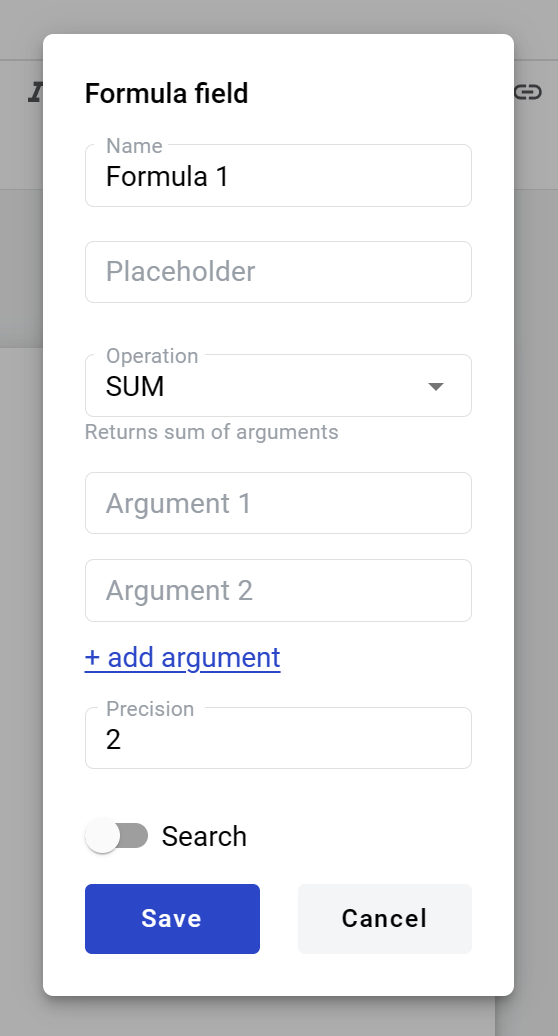 Formula field
Name
Formula 1
Placeholder
Operation
SUM
Returns sum of arguments
Argument 1
Argument 2
+ add argument
Precision
2
Search
Save
Cancel